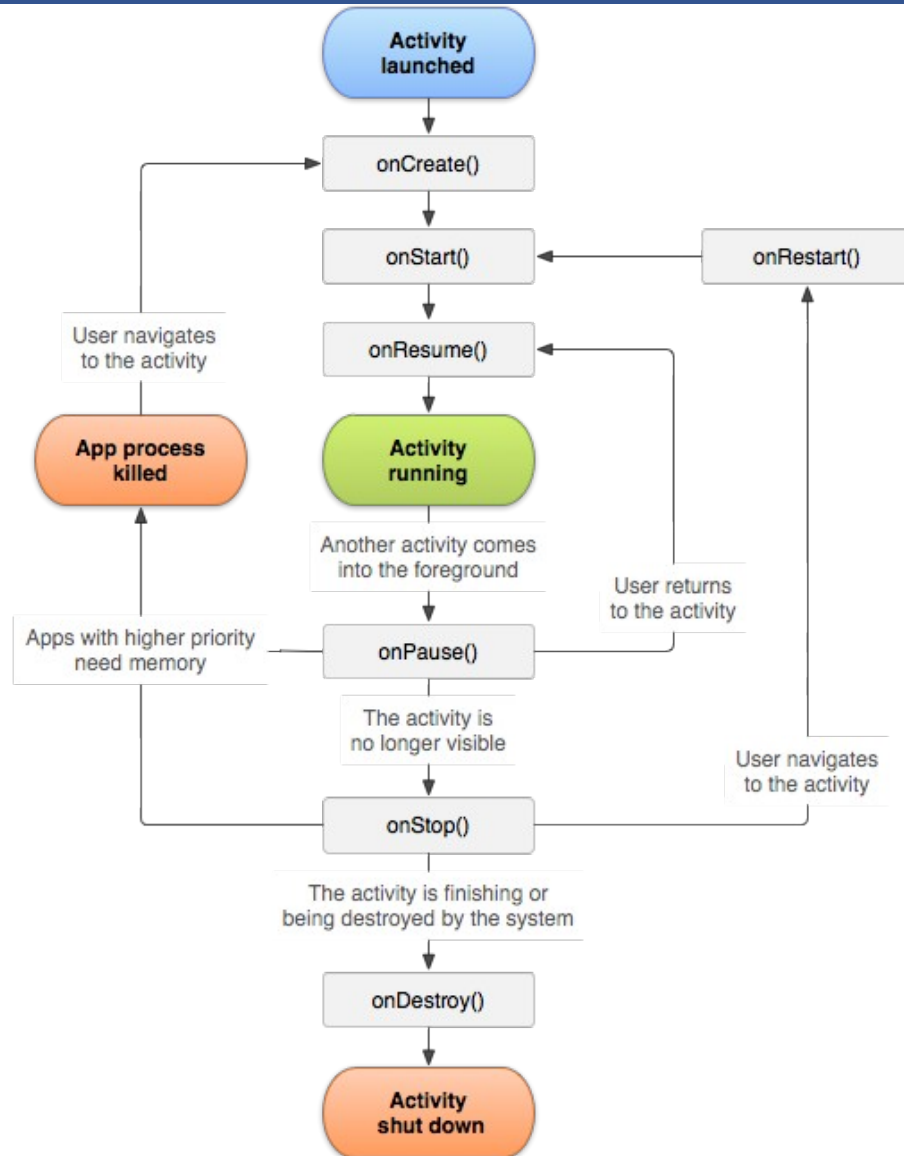 Activity
launched
onCreate()
onStart()
onRestart()
User navigates
to the activity
onResume()
App process
killed
Activity
running
Another activity comes
into the foreground
User returns
to the activity
Apps with higher priority
need memory
onPause()
The activity is
no longer visible
User navigates
to the activity
onStop()
The activity is finishing or
being destroyed by the system
onDestroy()
Activity
shut down